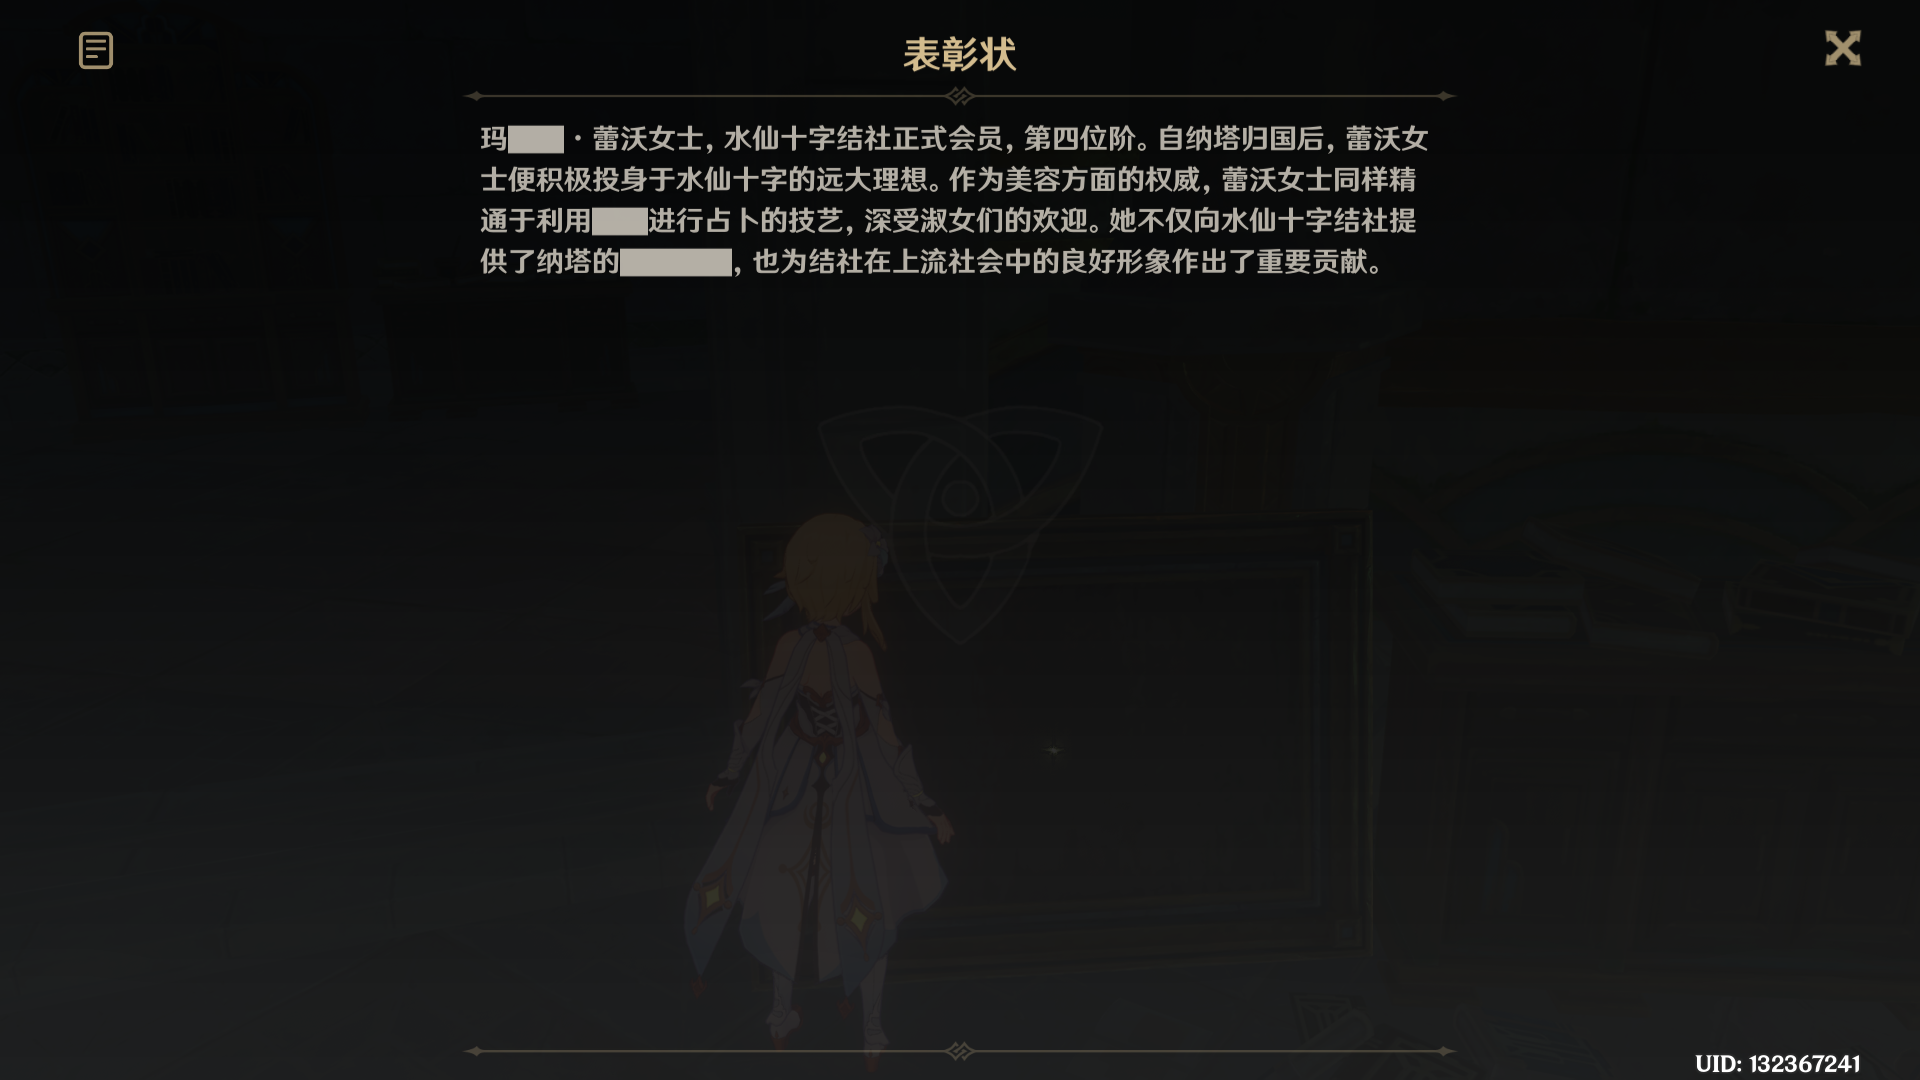 表彰状
玛██·蕾沃女士，水仙十字结社正式会员，第四位阶。自纳塔归国后，蕾沃女
士便积极投身于水仙十字的远大理想。作为美容方面的权威，蕾沃女士同样精
通于利用██进行占卜的技艺，深受淑女们的欢迎。她不仅向水仙十字结社提
供了纳塔的████，也为结社在上流社会中的良好形象作出了重要贡献。
UID: 132367241